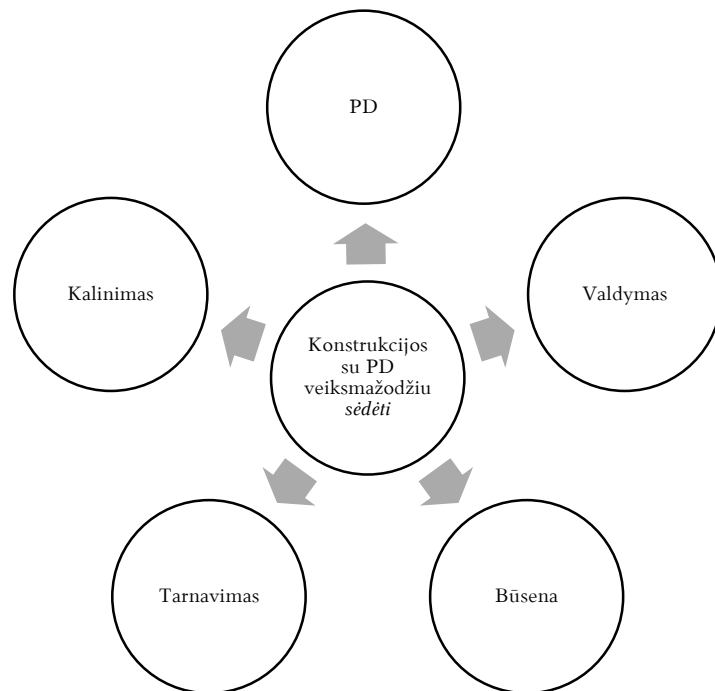 PD
Kalinimas
Valdymas
Konstrukcijos
su PD
veiksmažodžiu
sėdėti
Tarnavimas
Būsena